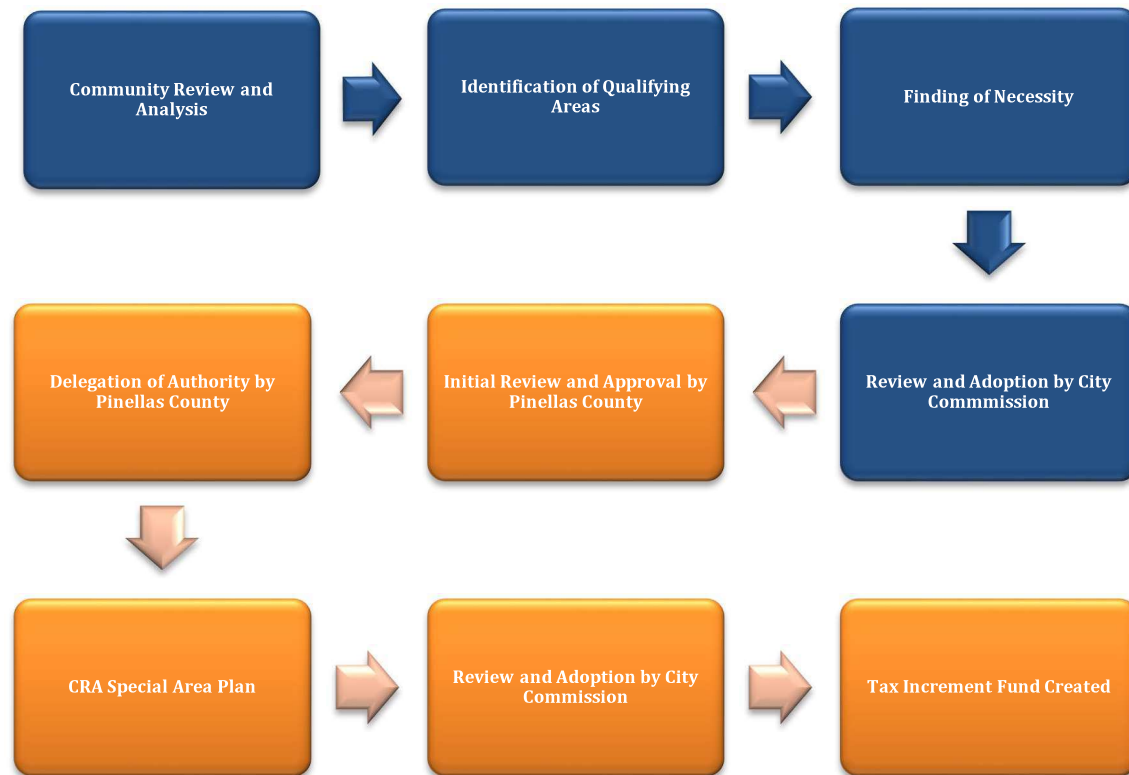 Community Review and
Analysis
Identification of Qualifying
Areas
Finding of Necessity
Delegation of Authority by
Pinellas County
Initial Review and Approval by
Pinellas County
Review and Adoption by City
Commmission
CRA Special Area Plan
Review and Adoption by City
Commission
Tax Increment Fund Created